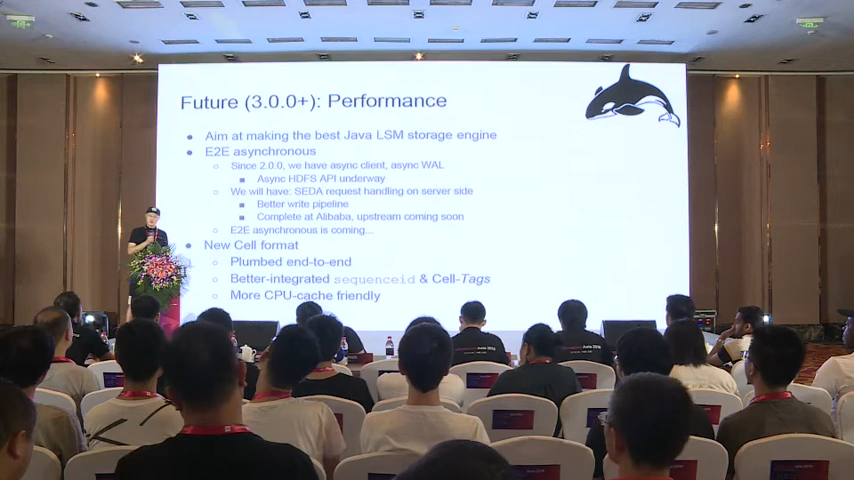 Future (3.0.0+): Performance
Aim at making the best Java LSM storage engine
E2E asynchronous
Since 2.0.0, we have async client, async WAL
Async HDFS API underway
We will have: SEDA request handling on server side
Better write pipeline
Complete at Alibaba, upstream coming soon
E2E asynchronous is coming...
New Cell format
Plumbed end-to-end
Better-integrated sequenceid & Cell-Tags
More CPU-cache friendly